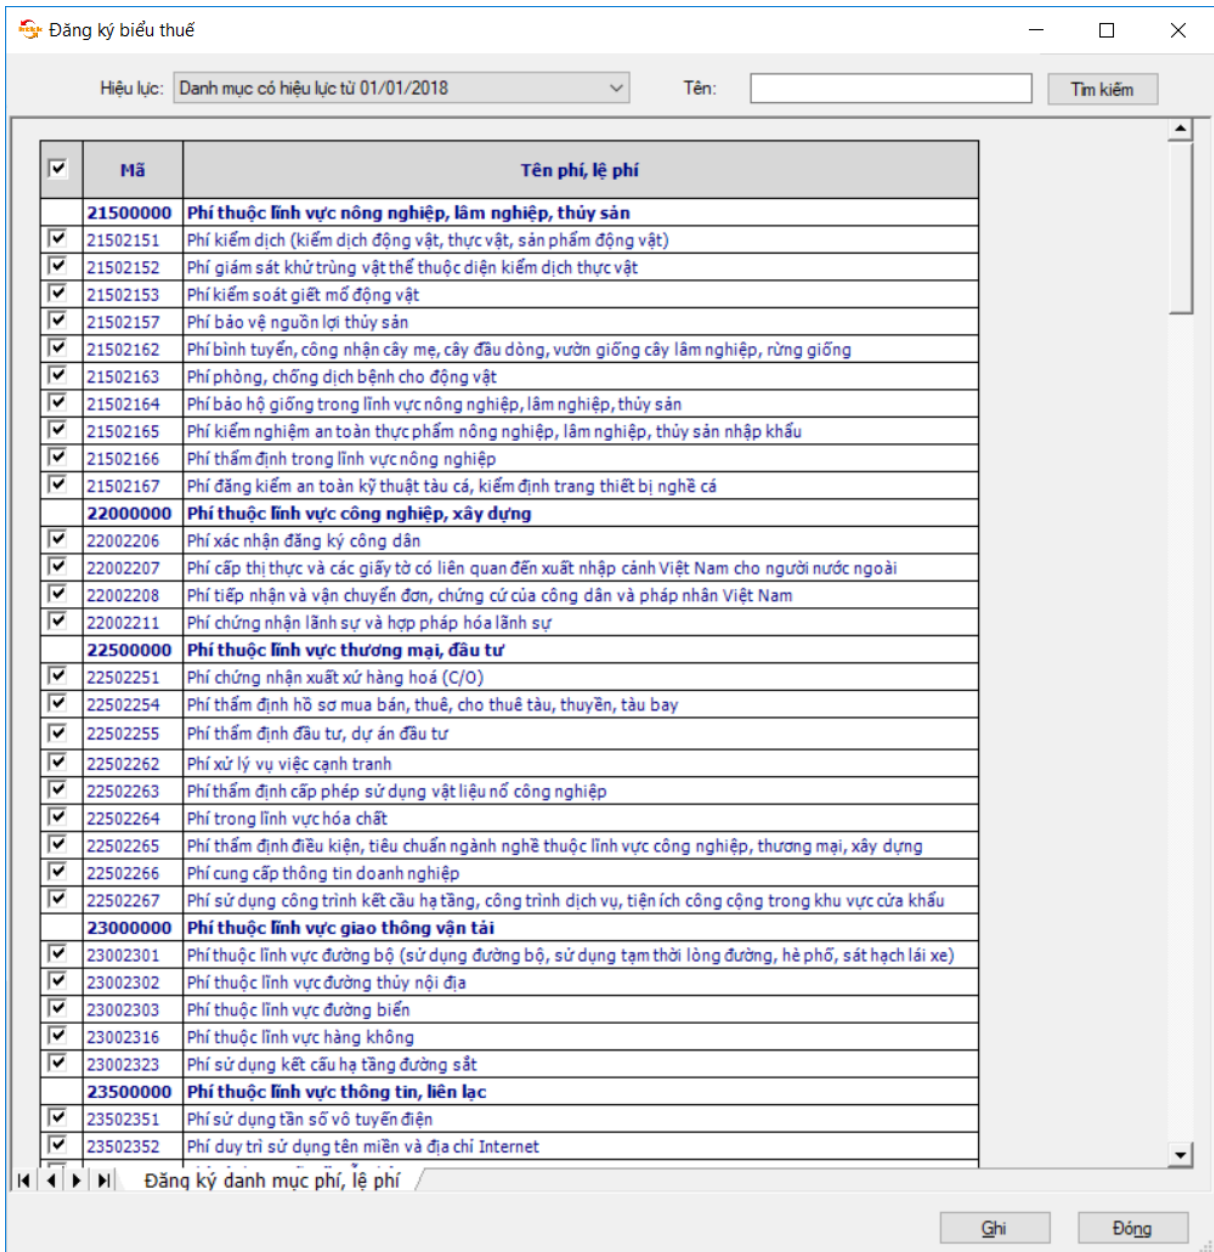 Đăng ký biểu thuế
Hiệu lực: Danh mục có hiệu lực từ 01/01/2018 Tên: Tìm kiếm
Mã Tên phí, lệ phí
21500000 Phí thuộc lĩnh vực nông nghiệp, lâm nghiệp, thủy sản
21502151 Phí kiểm dịch (kiểm dịch động vật, thực vật, sản phẩm động vật)
21502152 Phí giám sát khử trùng vật thể thuộc diện kiểm dịch thực vật
21502153 Phí kiểm soát giết mổ động vật
21502157 Phí bảo vệ nguồn lợi thủy sản
21502162 Phí bình tuyển, công nhận cây mẹ, cây đầu dòng, vườn giống cây lâm nghiệp, rừng giống
21502163 Phí phòng, chống dịch bệnh cho động vật
21502164 Phí bảo hộ giống trong lĩnh vực nông nghiệp, lâm nghiệp, thủy sản
21502165 Phí kiểm nghiệm an toàn thực phẩm nông nghiệp, lâm nghiệp, thủy sản nhập khẩu
21502166 Phí thẩm định trong lĩnh vực nông nghiệp
21502167 Phí đăng kiểm an toàn kỹ thuật tàu cá, kiểm định trang thiết bị nghề cá
22000000 Phí thuộc lĩnh vực công nghiệp, xây dựng
22002206 Phí xác nhận đăng ký công dân
22002207 Phí cấp thị thực và các giấy tờ có liên quan đến xuất nhập cảnh Việt Nam cho người nước ngoài
22002208 Phí tiếp nhận và vận chuyển đơn, chứng cứ của công dân và pháp nhân Việt Nam
22002211 Phí chứng nhận lãnh sự và hợp pháp hóa lãnh sự
22500000 Phí thuộc lĩnh vực thương mại, đầu tư
22502251 Phí chứng nhận xuất xứ hàng hoá (C/O)
22502254 Phí thẩm định hồ sơ mua bán, thuê, cho thuê tàu, thuyền, tàu bay
22502255 Phí thẩm định đầu tư, dự án đầu tư
22502262 Phí xử lý vụ việc cạnh tranh
22502263 Phí thẩm định cấp phép sử dụng vật liệu nổ công nghiệp
22502264 Phí trong lĩnh vực hóa chất
22502265 Phí thẩm định điều kiện, tiêu chuẩn ngành nghề thuộc lĩnh vực công nghiệp, thương mại, xây dựng
22502266 Phí cung cấp thông tin doanh nghiệp
22502267 Phí sử dụng công trình kết cấu hạ tầng, công trình dịch vụ, tiện ích công cộng trong khu vực cửa khẩu
23000000 Phí thuộc lĩnh vực giao thông vận tải
23002301 Phí thuộc lĩnh vực đường bộ (sử dụng đường bộ, sử dụng tạm thời lòng đường, hè phố, sát hạch lái xe)
23002302 Phí thuộc lĩnh vực đường thủy nội địa
23002303 Phí thuộc lĩnh vực đường biển
23002316 Phí thuộc lĩnh vực hàng không
23002323 Phí sử dụng kết cấu hạ tầng đường sắt
23500000 Phí thuộc lĩnh vực thông tin, liên lạc
23502351 Phí sử dụng tần số vô tuyến điện
23502352 Phí duy trì sử dụng tên miền và địa chỉ Internet
Đăng ký danh mục phí, lệ phí
Ghi Đóng